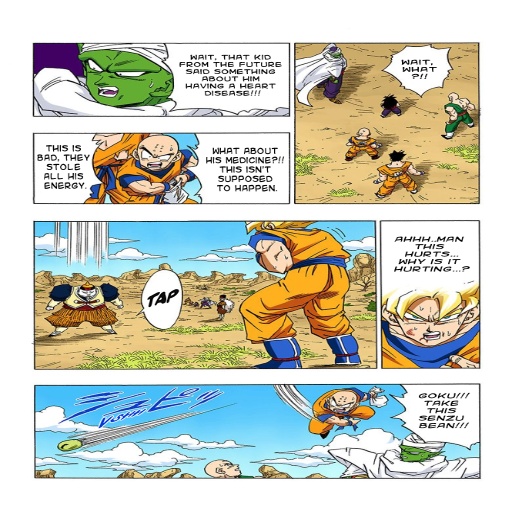 WAIT, THAT KID
FROM THE FUTURE
SAID SOMETHING
ABOUT HIM
HAVING A HEART
DISEASE!!!
WAIT,
WHAT
?!!
THIS IS
BAD, THEY
STOLE
ALL HIS
ENERGY.
WHAT ABOUT
HIS MEDICINE?!!
THIS ISN'T
SUPPOSED
TO HAPPEN.
TAP
AHHH..MAN
THIS
HURTS...
WHY IS IT
HURTING...?
VSHH
GOKU!!!
TAKE
THIS
SENZU
BEAN!!!